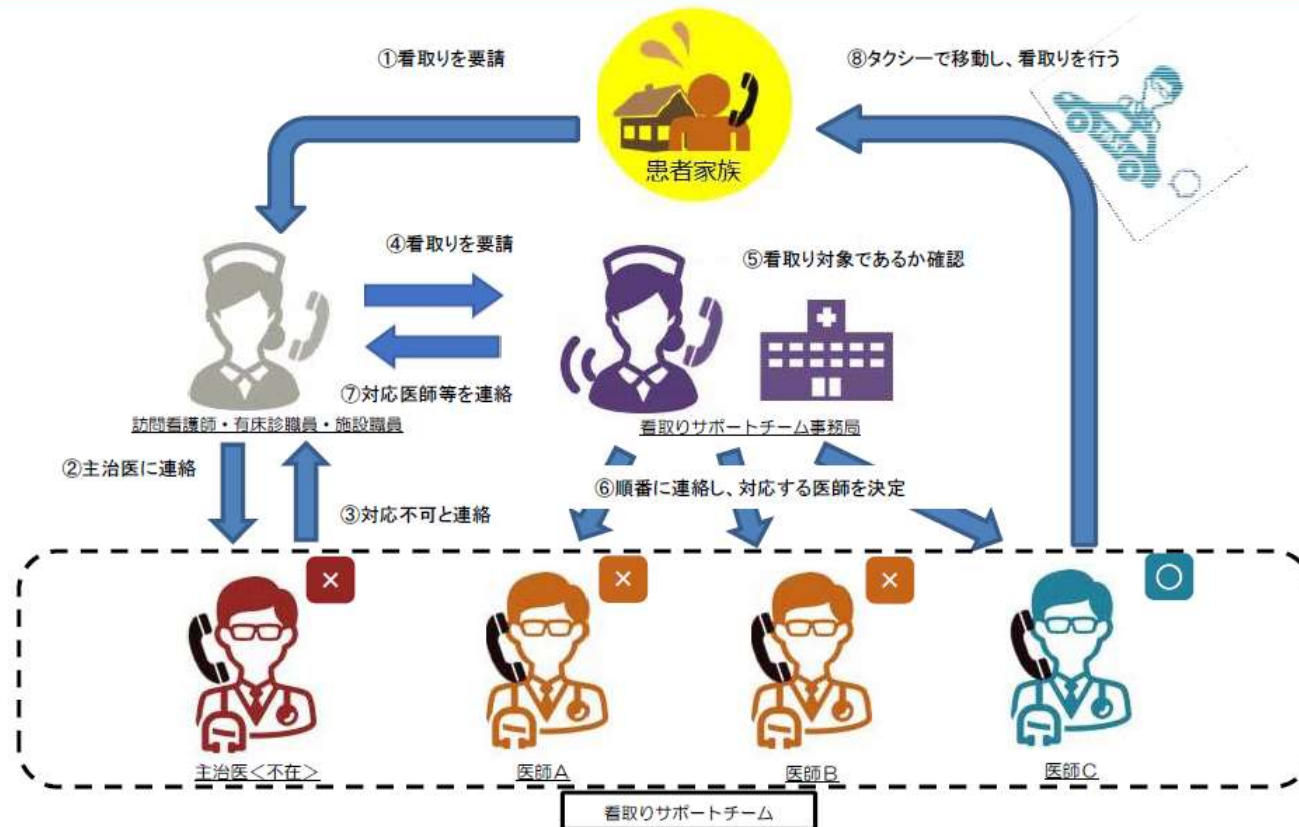 ①看取りを要請
⑧タクシーで移動し、看取りを行う
患者家族
④看取りを要請
⑤看取り対象であるか確認
⑦対応医師等を連絡
訪問看護師・有床診職員・施設職員
看取りサポートチーム事務局
②主治医に連絡
③対応不可と連絡
⑥順番に連絡し、対応する医師を決定
主治医<不在>
医師A
医師B
医師C
看取りサポートチーム